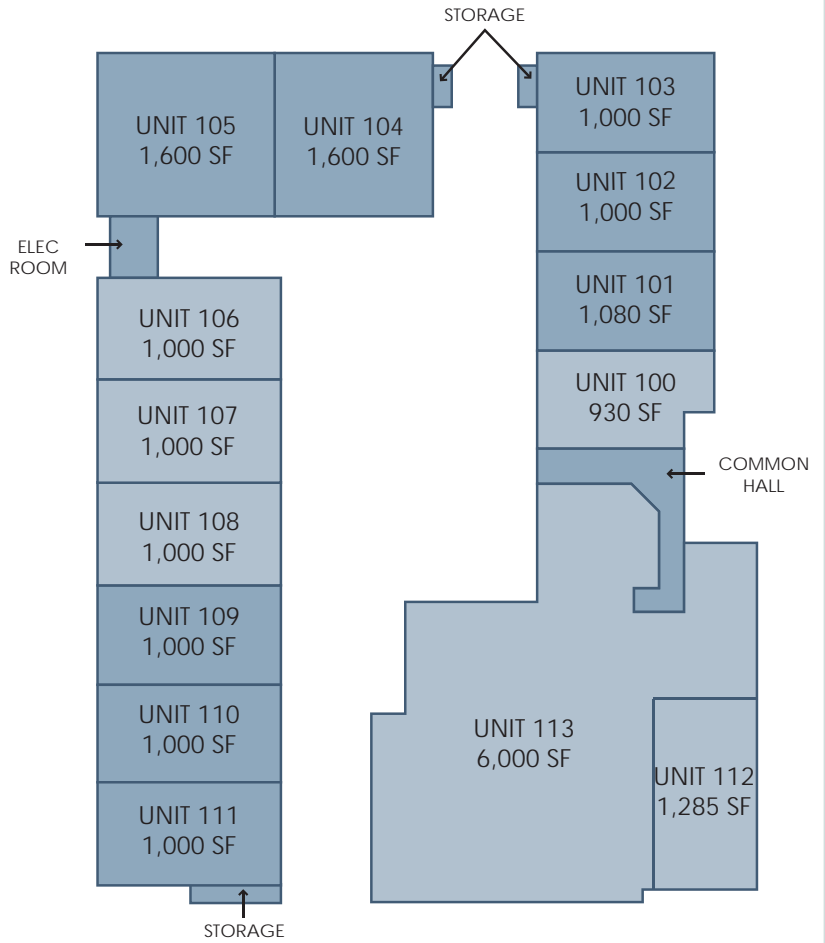 STORAGE
UNIT 105
1,600 SF
UNIT 104
1,600 SF
UNIT 103
1,000 SF
UNIT 102
1,000 SF
UNIT 101
1,080 SF
UNIT 100
930 SF
ELEC
ROOM
UNIT 106
1,000 SF
UNIT 107
1,000 SF
UNIT 108
1,000 SF
UNIT 109
1,000 SF
UNIT 110
1,000 SF
UNIT 111
1,000 SF
STORAGE
COMMON
HALL
UNIT 113
6,000 SF
UNIT 112
1,285 SF